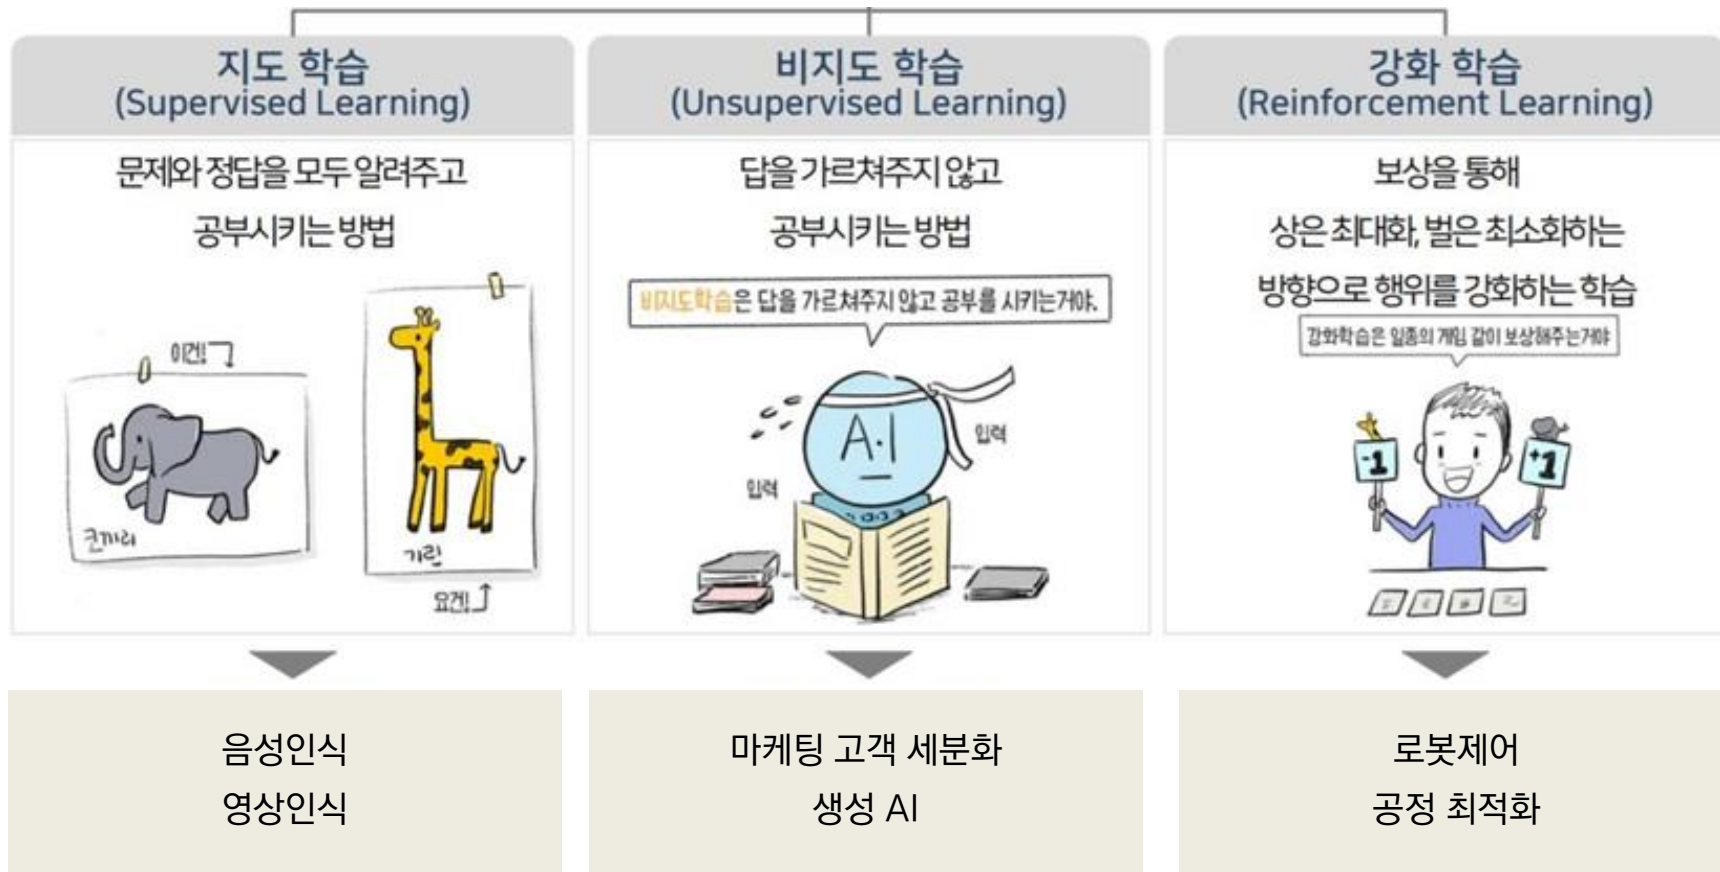 지도 학습
(Supervised Learning)
문제와 정답을 모두 알려주고
공부시키는 방법
이건!
코끼리
기린
요건!
비지도 학습
(Unsupervised Learning)
답을 가르쳐주지 않고
공부시키는 방법
비지도학습은 답을 가르쳐주지 않고 공부를 시키는거야.
A.I
입력
입력
강화 학습
(Reinforcement Learning)
보상을 통해
상은 최대화, 벌은 최소화하는
방향으로 행위를 강화하는 학습
강화학습은 일종의 게임 같이 보상해주는거야
-1
+1
음성인식
영상인식
마케팅 고객 세분화
생성 AI
로봇제어
공정 최적화